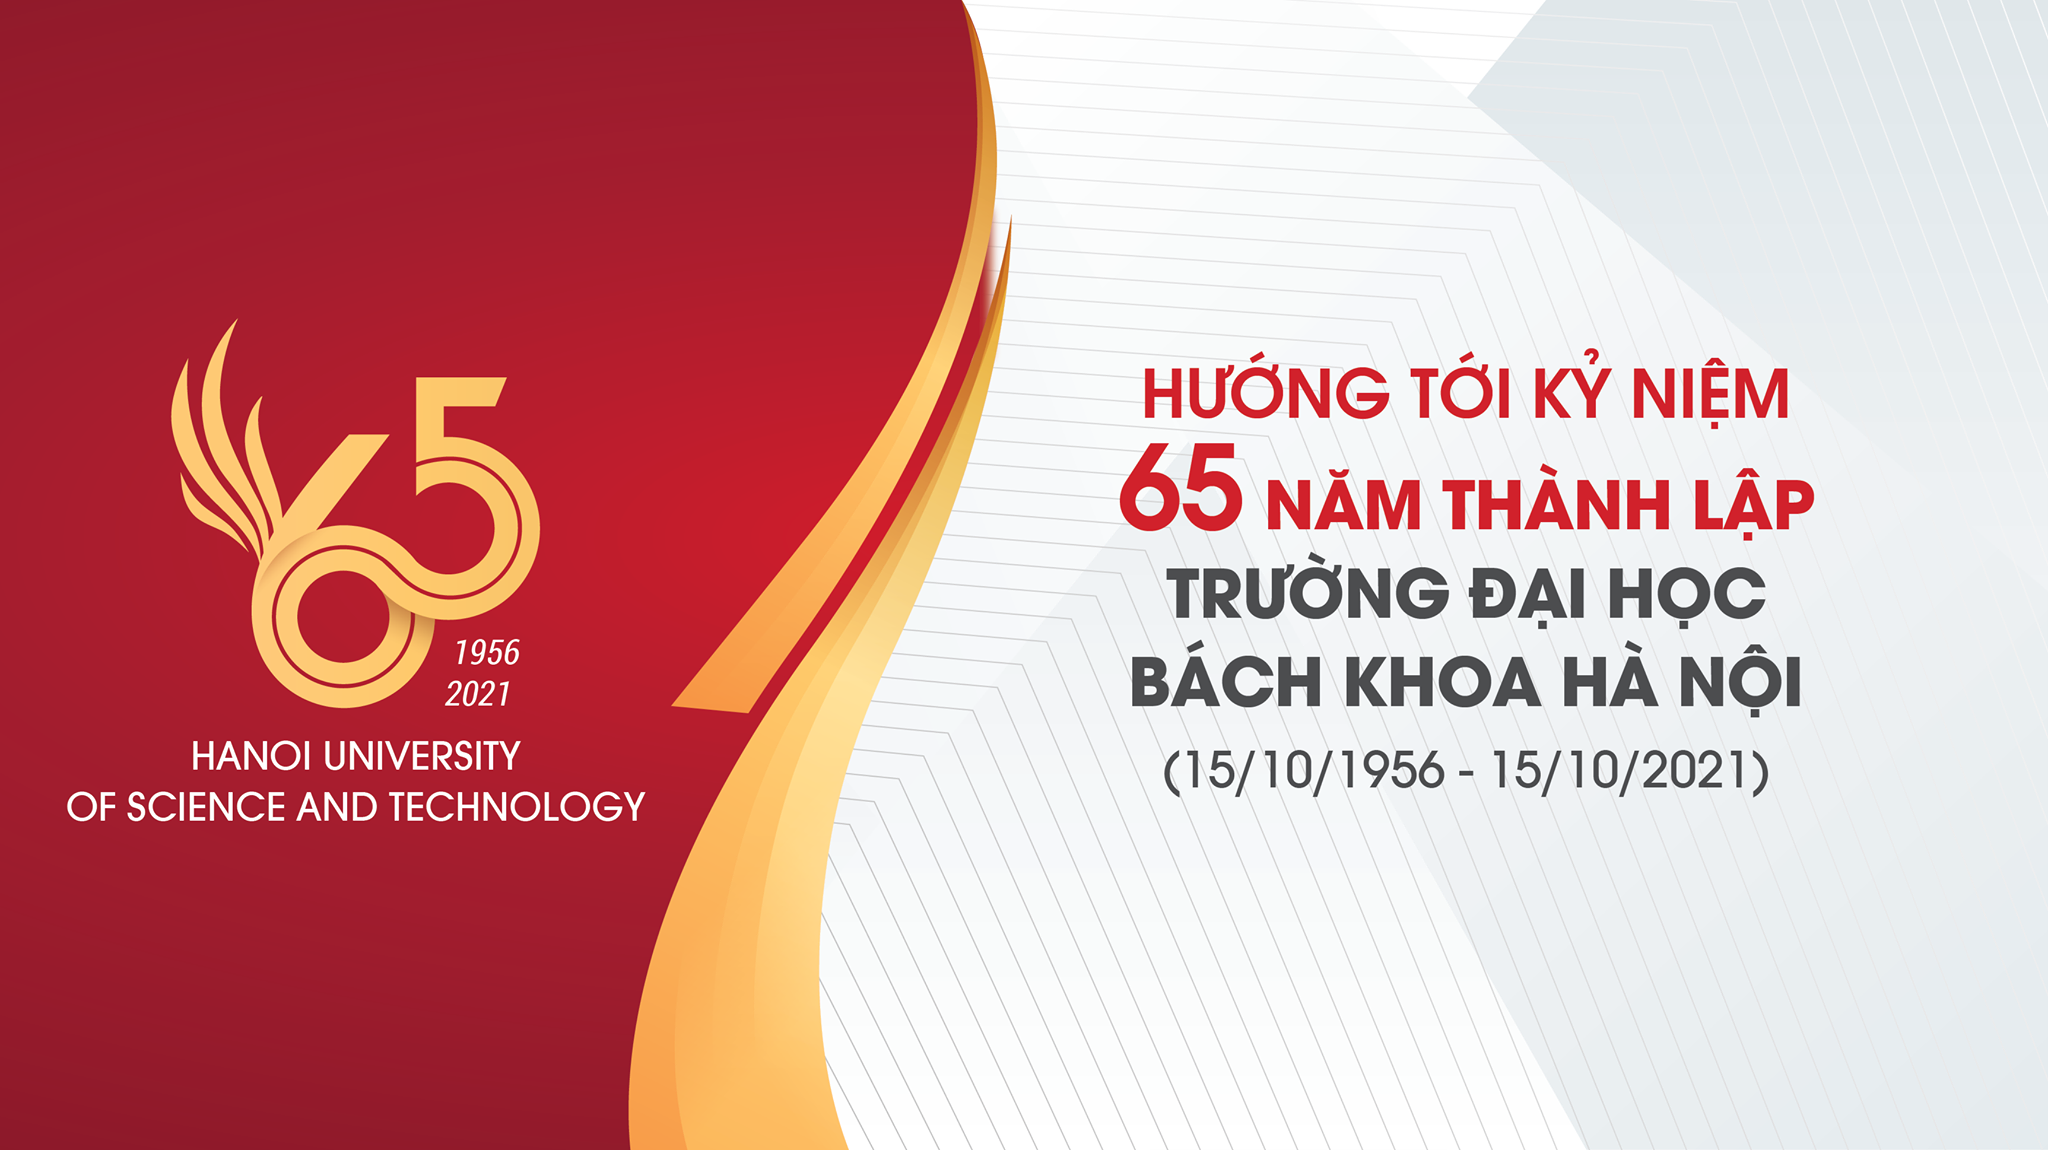 65
1956
2021
HANOI UNIVERSITY
OF SCIENCE AND TECHNOLOGY
HƯỚNG TỚI KỶ NIỆM
65 NĂM THÀNH LẬP
TRƯỜNG ĐẠI HỌC
BÁCH KHOA HÀ NỘI
(15/10/1956 - 15/10/2021)